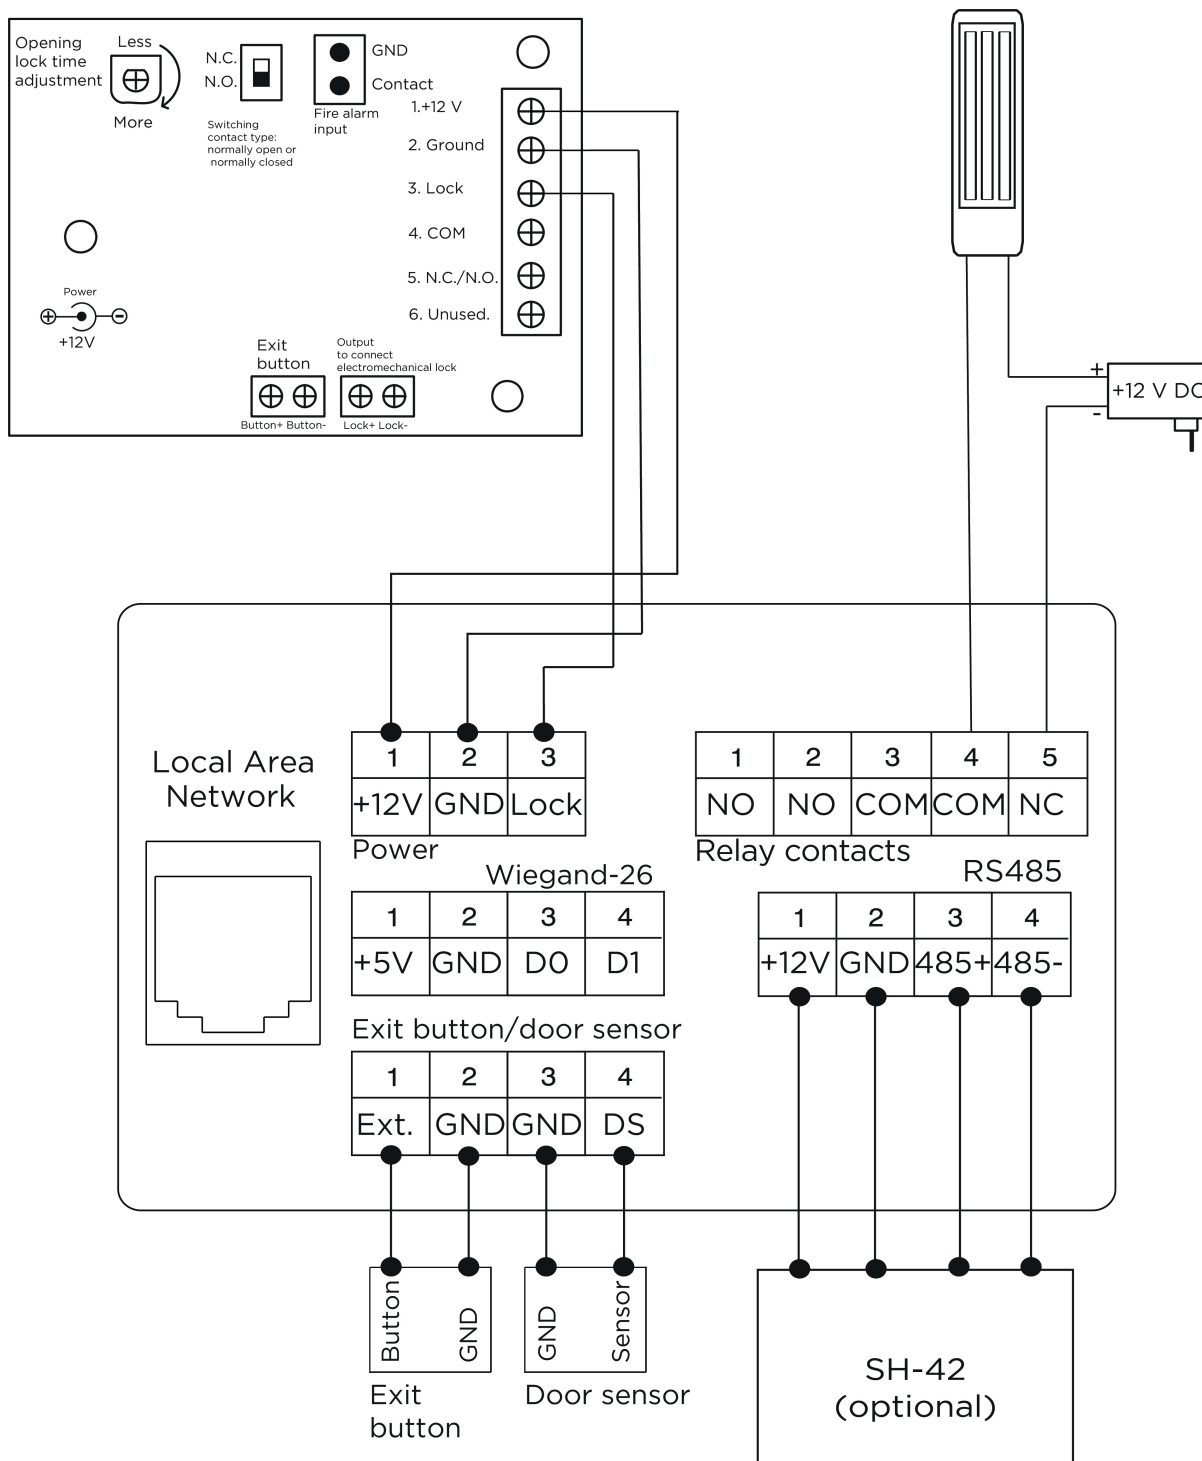 Opening
lock time
adjustment
Less
More
N.C.
N.O.
Switching
contact type:
normally open or
normally closed
GND
Contact
Fire alarm
input
1.+12 V
2. Ground
3. Lock
4. COM
5. N.C./N.O.
6. Unused.
Power
+12V
Exit
button
Button+ Button-
Output
to connect
electromechanical lock
Lock+ Lock-
+
+12 V DC
-
Local Area
Network
1 2 3
+12V GND Lock
Power
1 2 3 4 5
NO NO COM COM NC
Relay contacts
Wiegand-26
1 2 3 4
+5V GND D0 D1
RS485
1 2 3 4
+12V GND 485+ 485-
Exit button/door sensor
1 2 3 4
Ext. GND GND DS
Button
GND
Exit
button
GND
Sensor
Door sensor
SH-42
(optional)